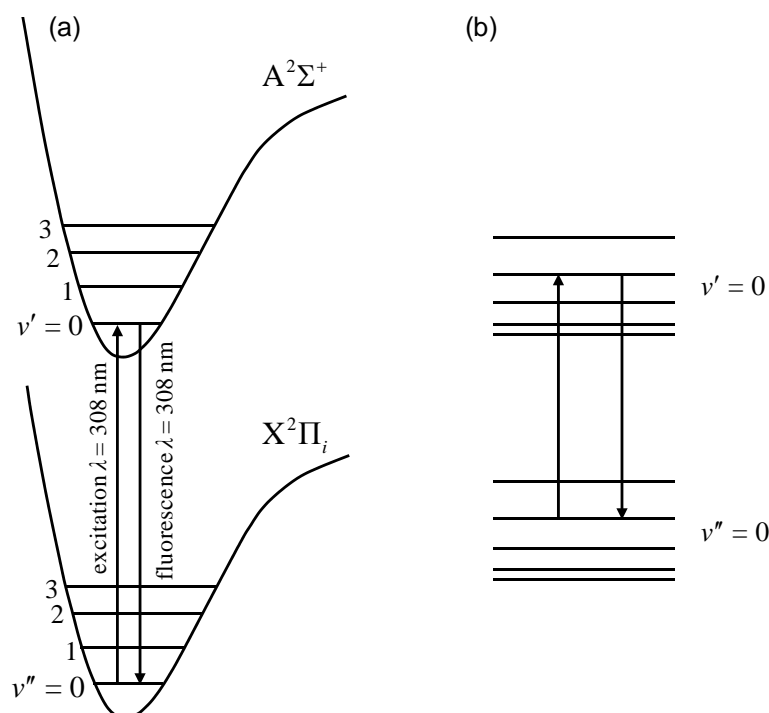 (a)
A²Σ⁺
3
2
1
v′ = 0
excitation λ = 308 nm
fluorescence λ = 308 nm
X²Πᵢ
3
2
1
v″ = 0
(b)
v′ = 0
v″ = 0